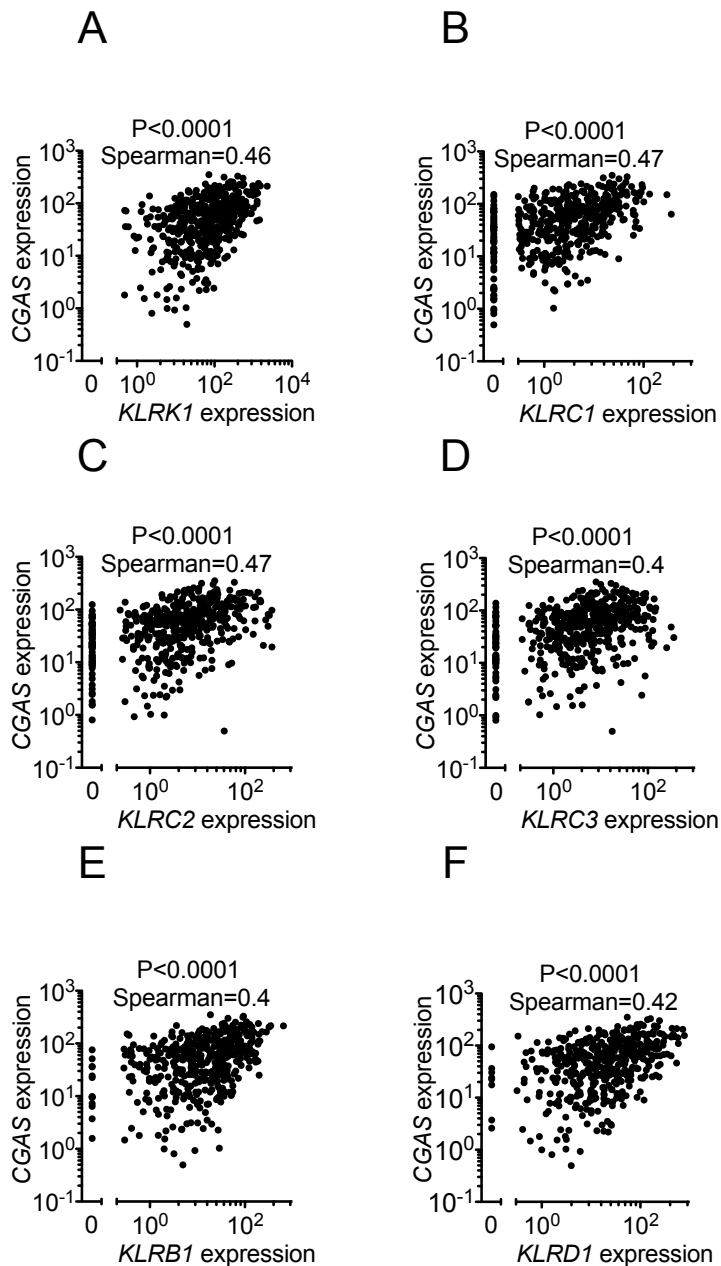 A
P<0.0001
Spearman=0.46
CGAS expression
10³
10²
10¹
10⁰
10⁻¹
0 10⁰ 10² 10⁴
KLRK1 expression
B
P<0.0001
Spearman=0.47
CGAS expression
10³
10²
10¹
10⁰
10⁻¹
0 10⁰ 10²
KLRC1 expression
C
P<0.0001
Spearman=0.47
CGAS expression
10³
10²
10¹
10⁰
10⁻¹
0 10⁰ 10²
KLRC2 expression
D
P<0.0001
Spearman=0.4
CGAS expression
10³
10²
10¹
10⁰
10⁻¹
0 10⁰ 10²
KLRC3 expression
E
P<0.0001
Spearman=0.4
CGAS expression
10³
10²
10¹
10⁰
10⁻¹
0 10⁰ 10²
KLRB1 expression
F
P<0.0001
Spearman=0.42
CGAS expression
10³
10²
10¹
10⁰
10⁻¹
0 10⁰ 10²
KLRD1 expression